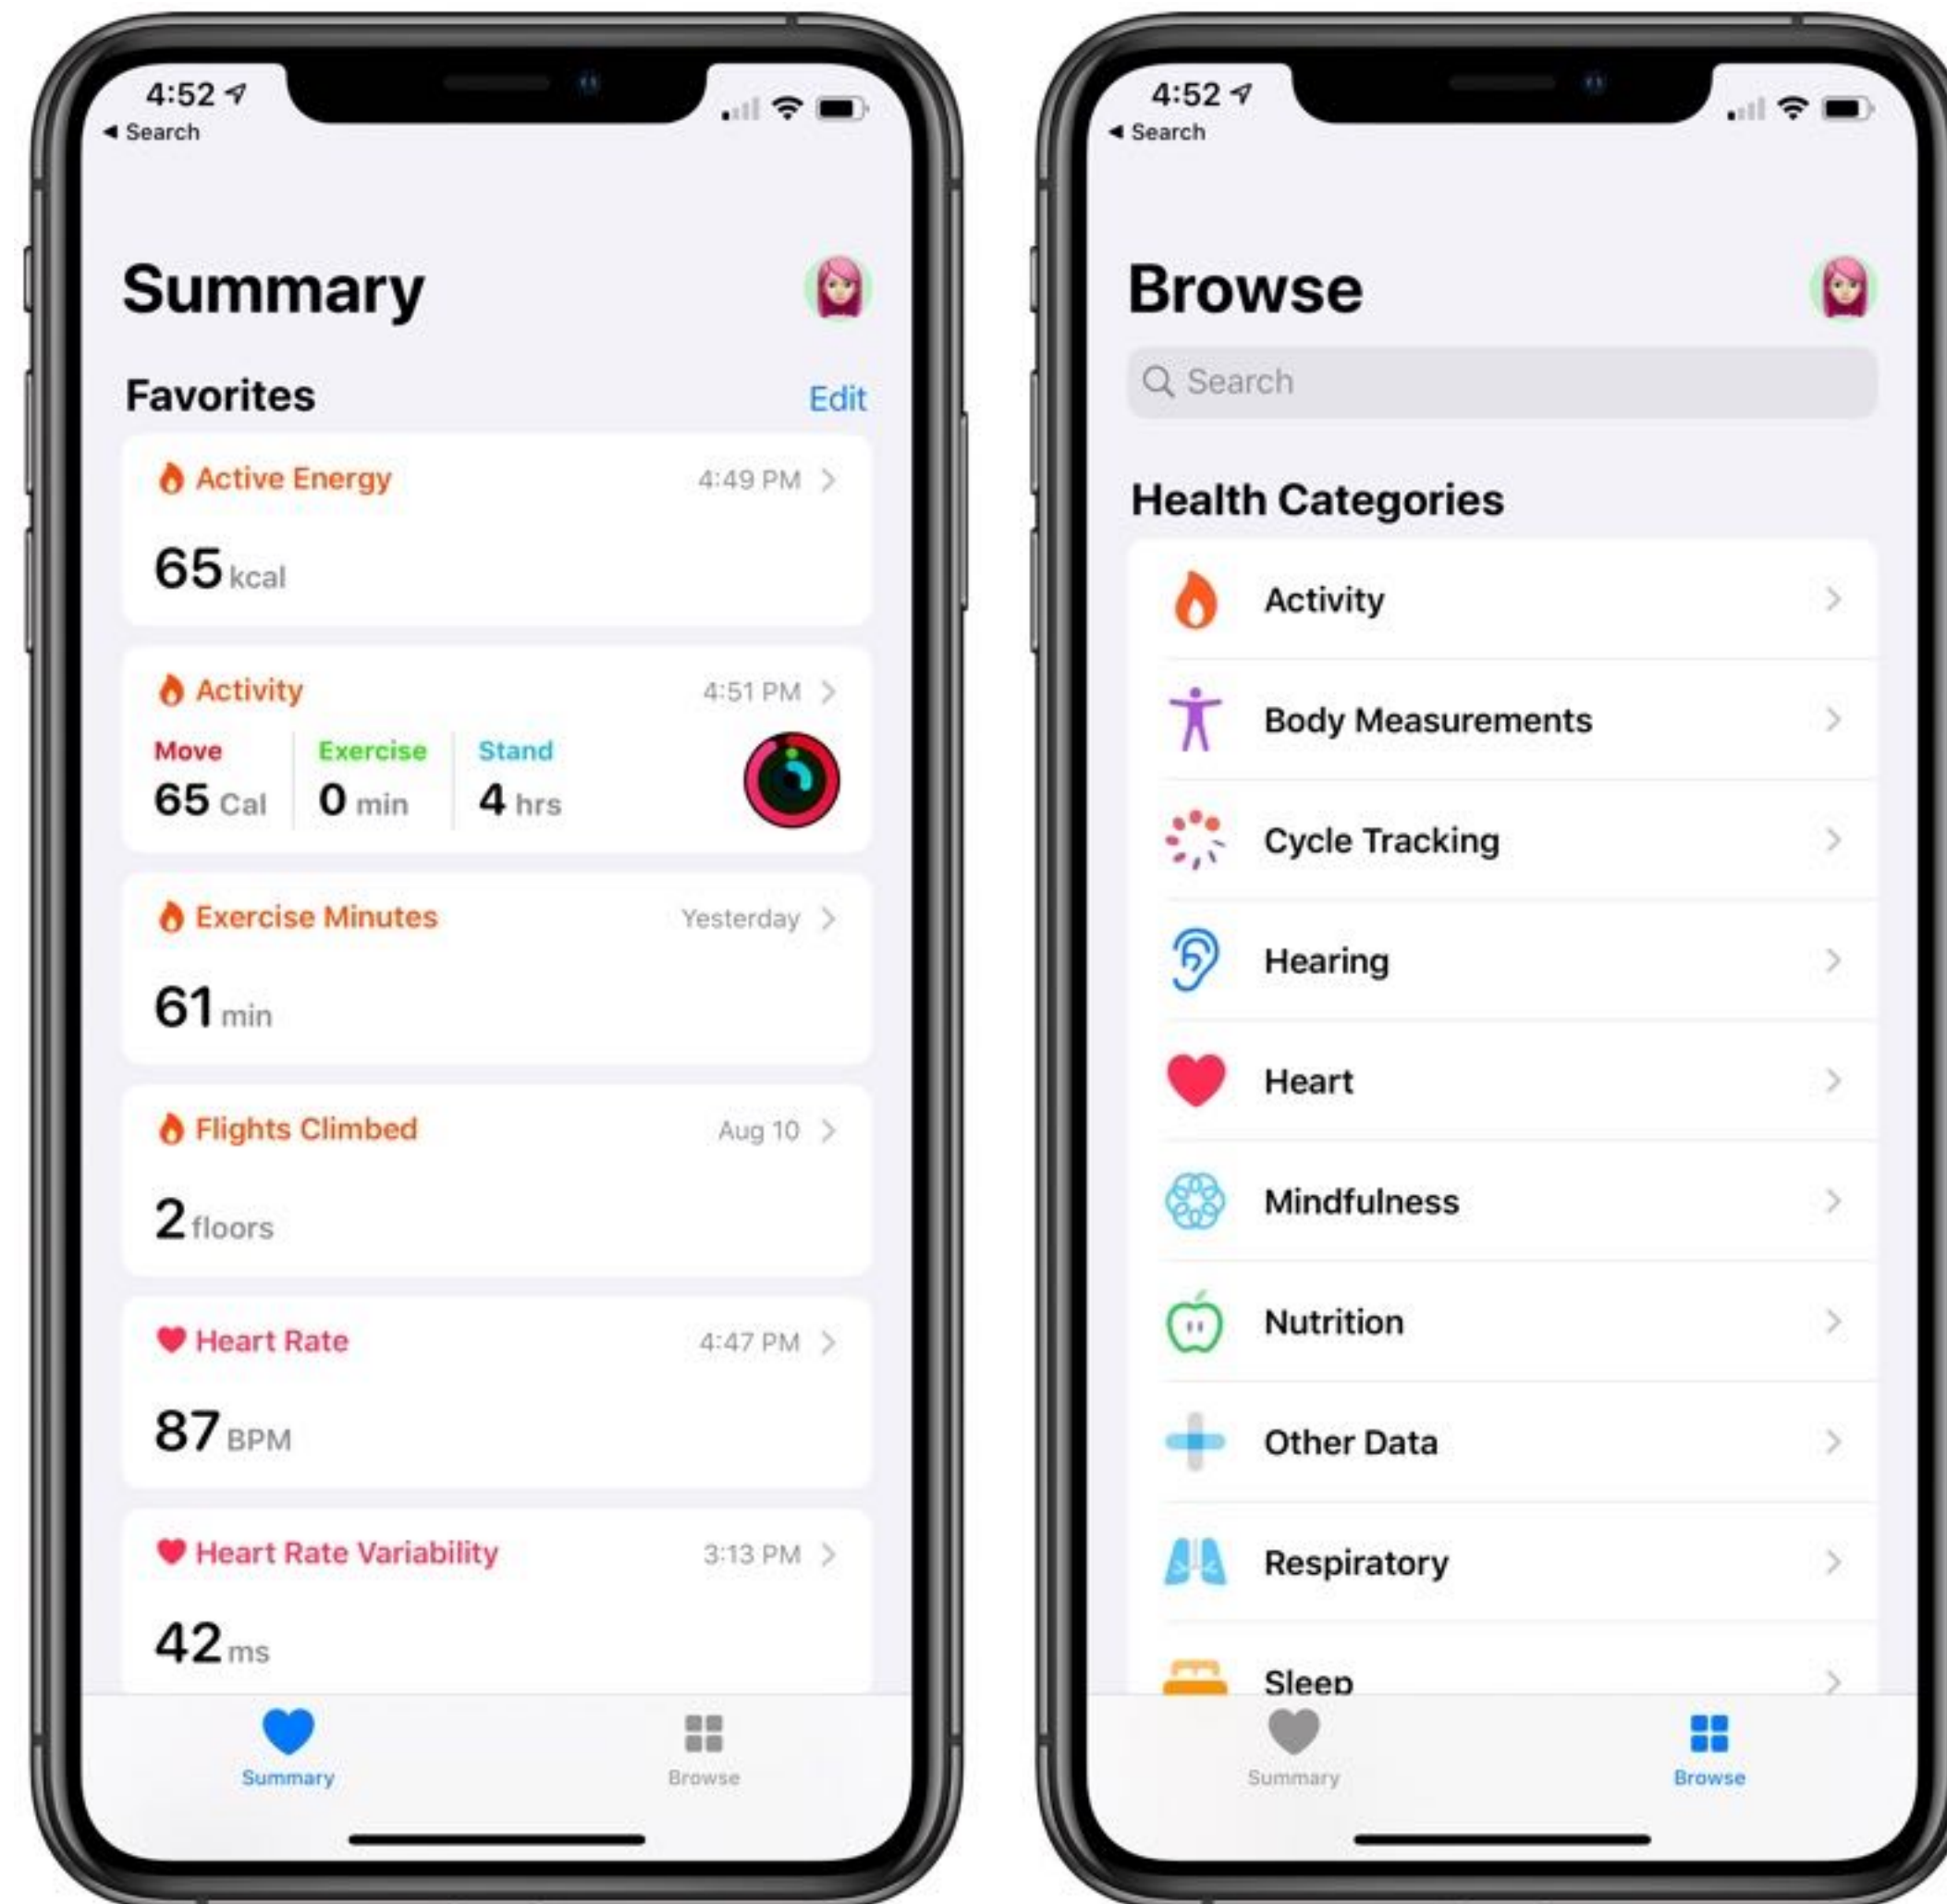 4:52
Search
Summary
Favorites
Edit
Active Energy
4:49 PM
65 kcal
Activity
4:51 PM
Move
Exercise
Stand
65 Cal
0 min
4 hrs
Exercise Minutes
Yesterday
61 min
Flights Climbed
Aug 10
2 floors
Heart Rate
4:47 PM
87 BPM
Heart Rate Variability
3:13 PM
42 ms
Summary
Browse
4:52
Search
Browse
Search
Health Categories
Activity
Body Measurements
Cycle Tracking
Hearing
Heart
Mindfulness
Nutrition
Other Data
Respiratory
Sleep
Summary
Browse